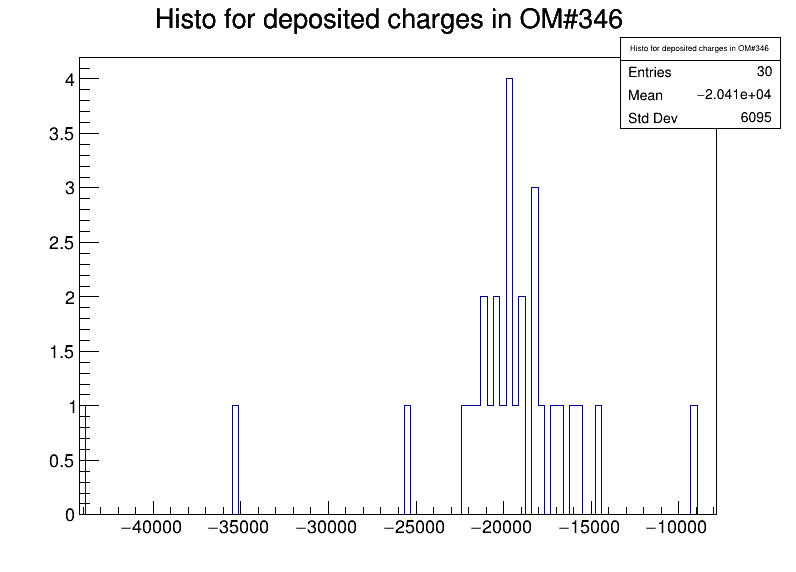 Histo for deposited charges in OM#346
Histo for deposited charges in OM#346
Entries 30
Mean −2.041e+04
Std Dev 6095
4
3.5
3
2.5
2
1.5
1
0.5
0
−40000 −35000 −30000 −25000 −20000 −15000 −10000